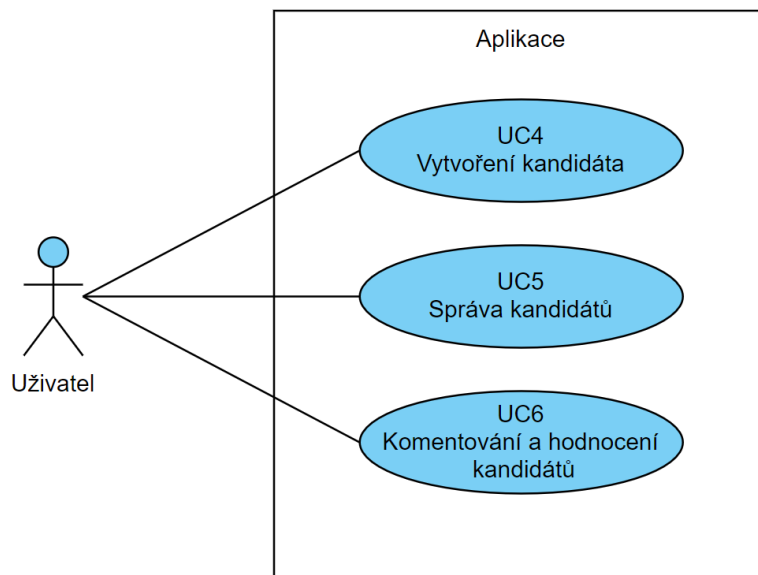 Aplikace
UC4
Vytvoření kandidáta
UC5
Správa kandidátů
Uživatel
UC6
Komentování a hodnocení
kandidátů